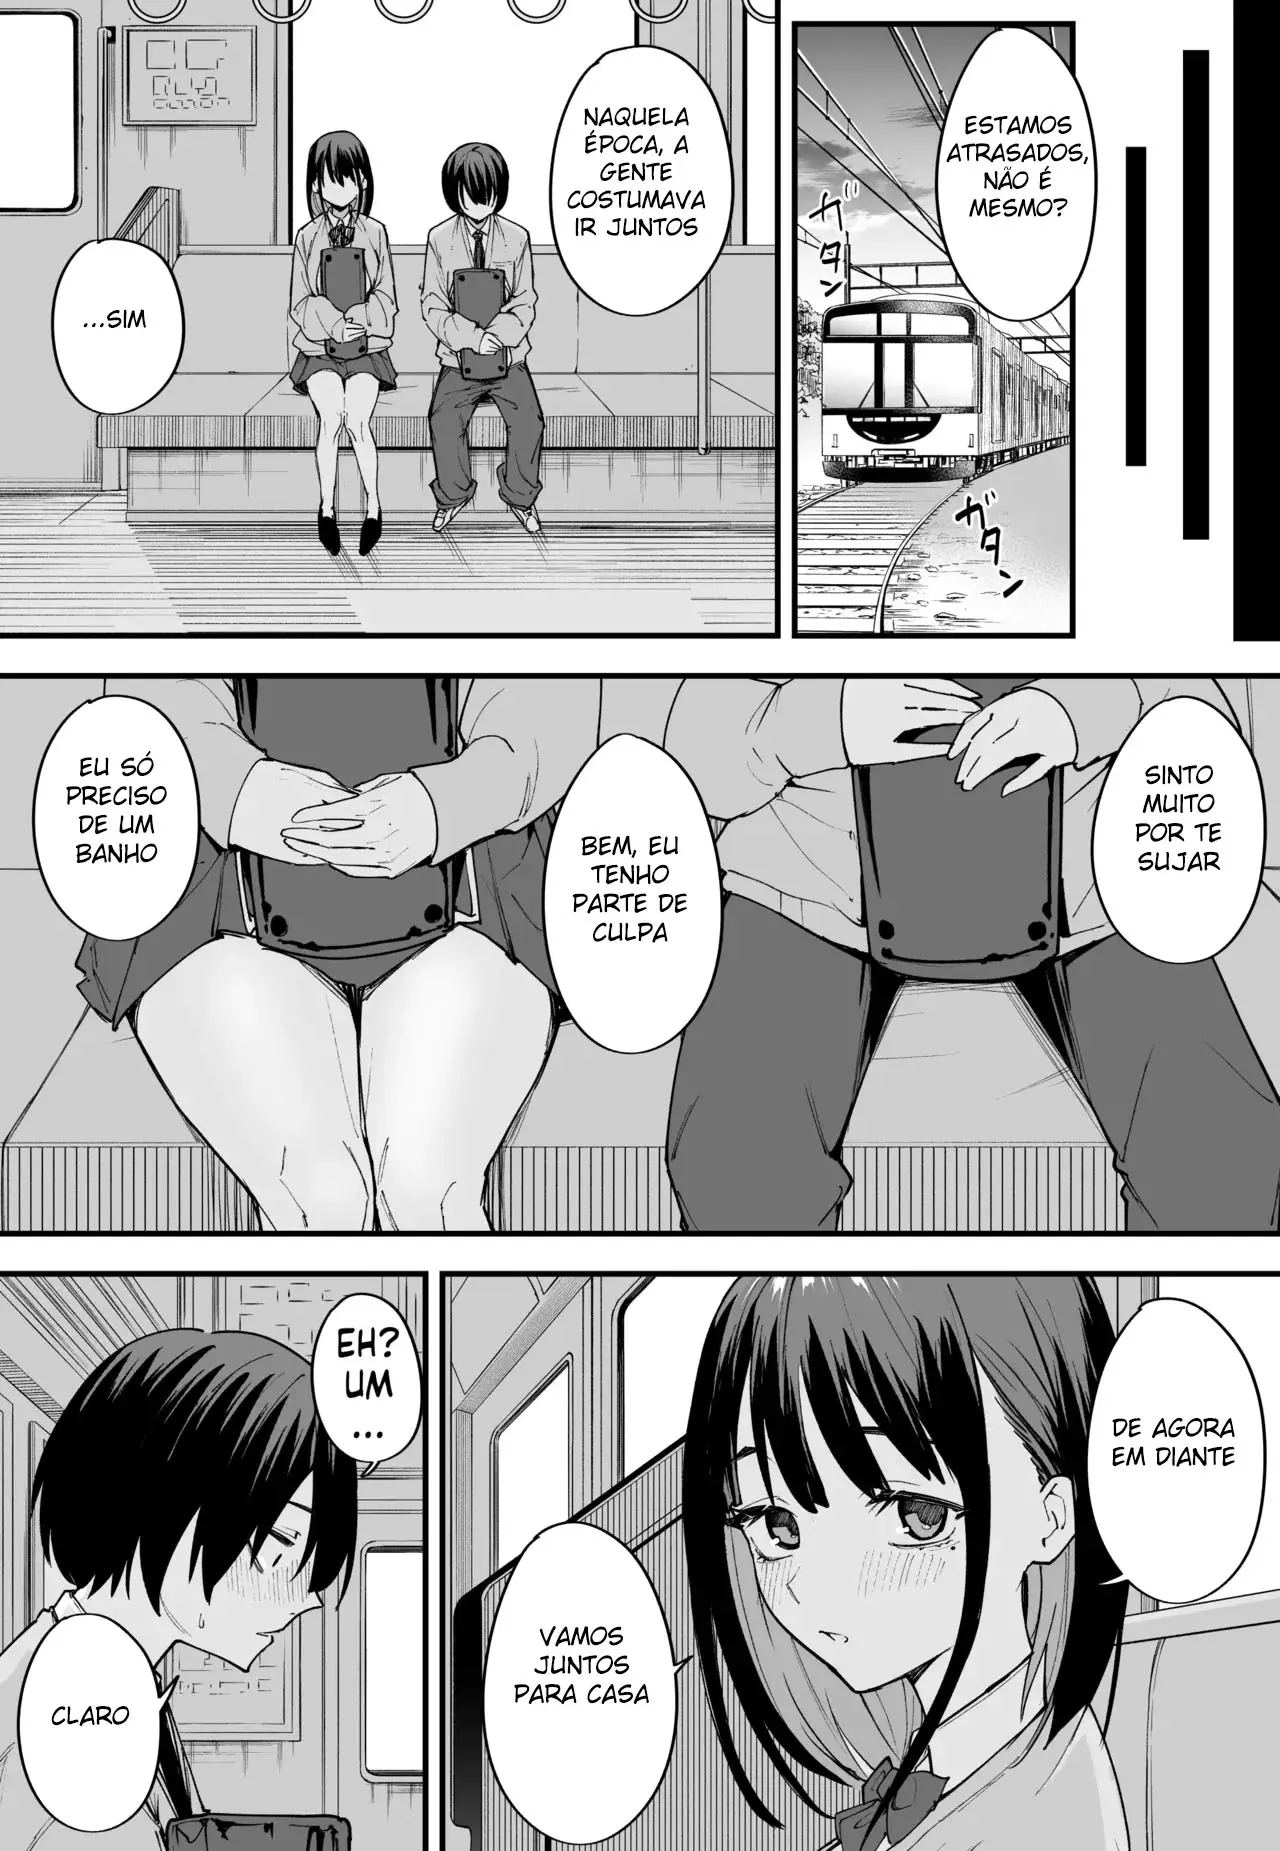 ESTAMOS
ATRASADOS,
NÃO É
MESMO?
ガタン
ガタン
NAQUELA
ÉPOCA, A
GENTE
COSTUMAVA
IR JUNTOS
...SIM
SINTO
MUITO
POR TE
SUJAR
BEM, EU
TENHO
PARTE DE
CULPA
EU SÓ
PRECISO
DE UM
BANHO
DE AGORA
EM DIANTE
VAMOS
JUNTOS
PARA CASA
EH?
UM
...
CLARO